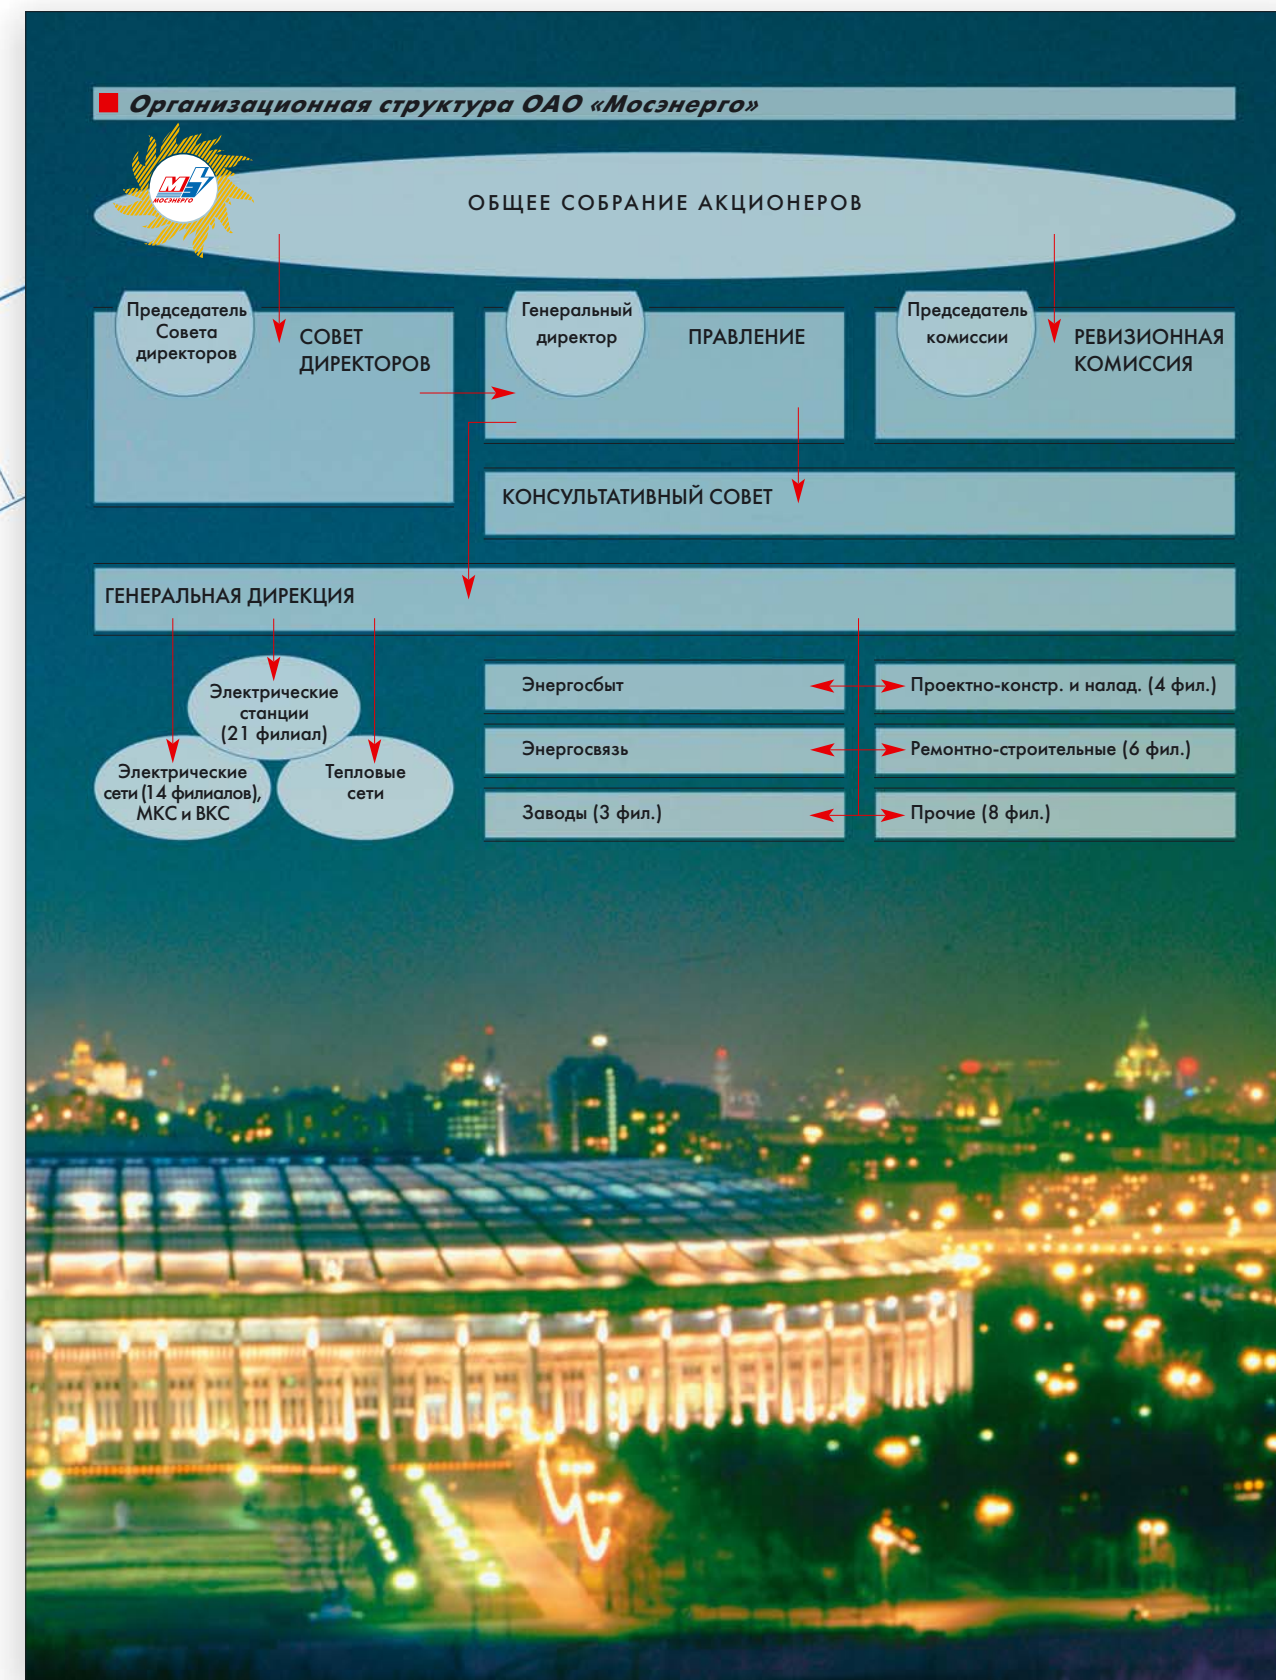 Организационная структура ОАО «Мосэнерго»
МЭ
МОСЭНЕРГО
ОБЩЕЕ СОБРАНИЕ АКЦИОНЕРОВ
Председатель
Совета
директоров
СОВЕТ
ДИРЕКТОРОВ
Генеральный
директор
ПРАВЛЕНИЕ
Председатель
комиссии
РЕВИЗИОННАЯ
КОМИССИЯ
КОНСУЛЬТАТИВНЫЙ СОВЕТ
ГЕНЕРАЛЬНАЯ ДИРЕКЦИЯ
Электрические
станции
(21 филиал)
Электрические
сети (14 филиалов),
МКС и ВКС
Тепловые
сети
Энергосбыт
Проектно-констр. и налад. (4 фил.)
Энергосвязь
Ремонтно-строительные (6 фил.)
Заводы (3 фил.)
Прочие (8 фил.)